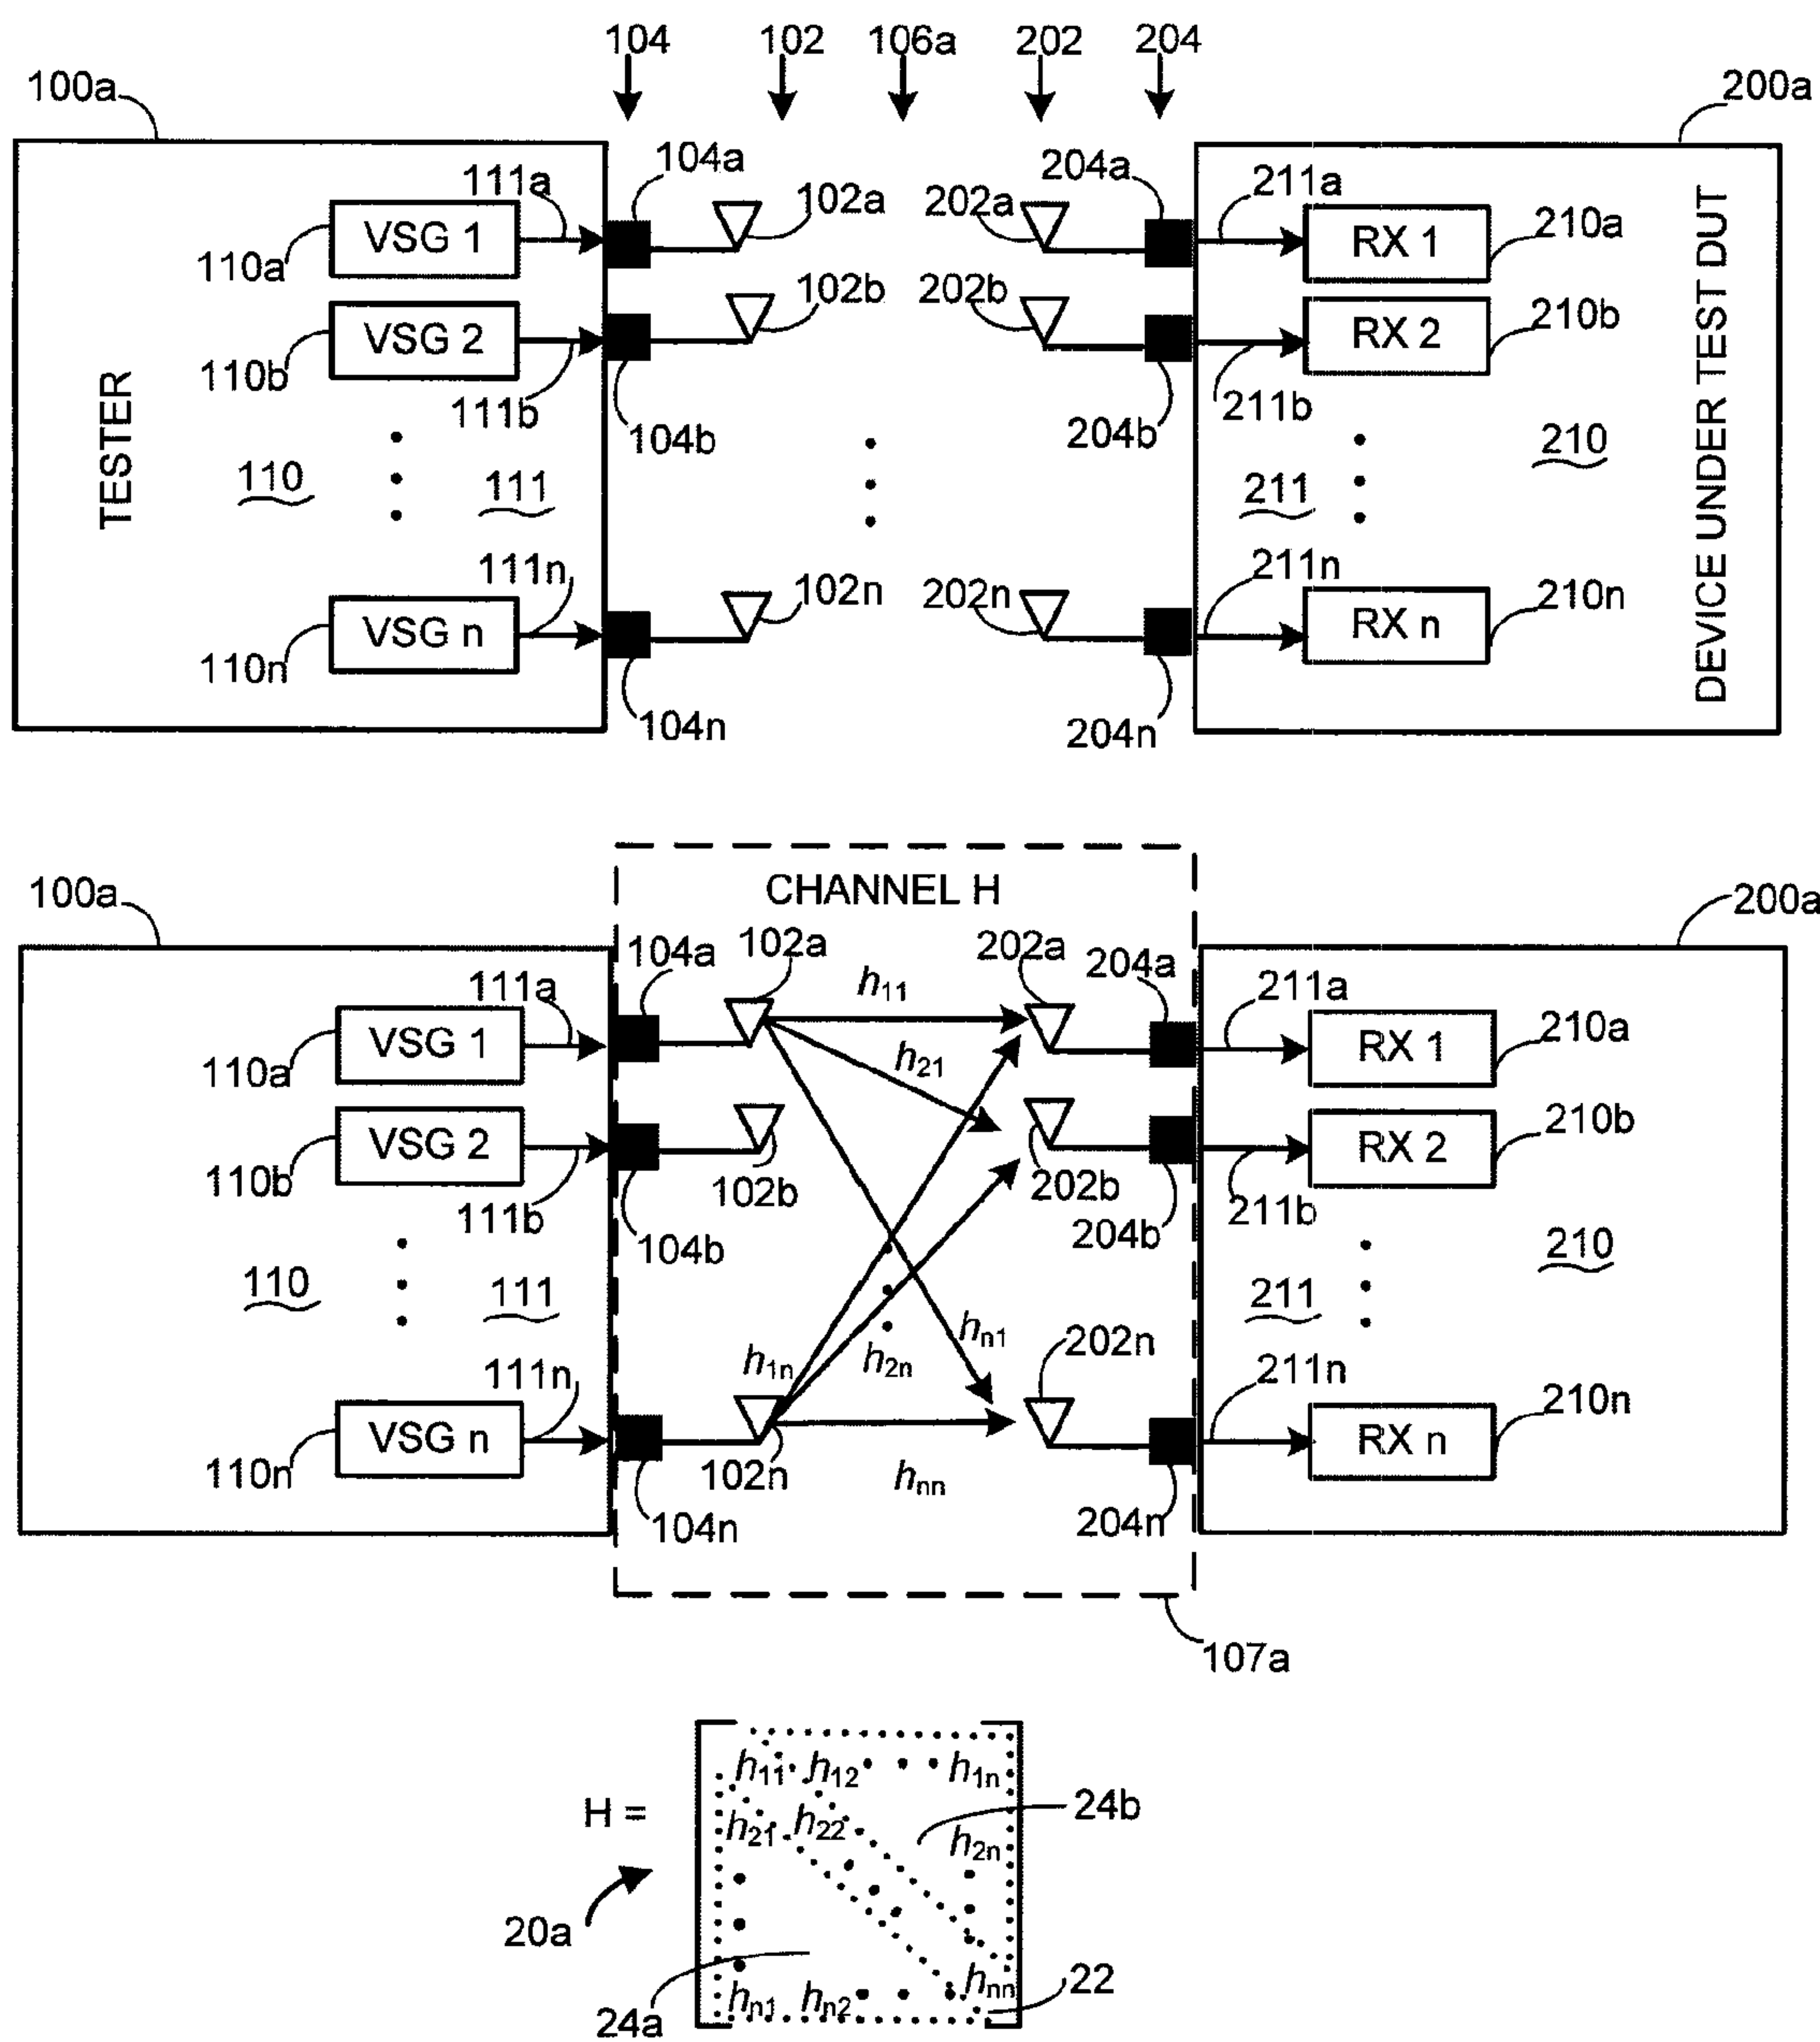 104 102 106a 202 204
100a 200a
104a 204a
111a 102a 202a 211a
VSG 1 RX 1 210a
110a
102b 202b
VSG 2 RX 2 210b
110b
111b 104b 204b 211b
TESTER
110 111 211 210
DEVICE UNDER TEST DUT
111n 102n 202n 211n
VSG n RX n 210n
110n
104n 204n
CHANNEL H
100a 200a
104a 102a 202a 204a
111a h11 211a
VSG 1 RX 1 210a
110a h21
VSG 2 RX 2 210b
110b 102b 202b
111b 104b 204b 211b
110 111 211 210
hn1
h1n h2n 202n
111n 211n
VSG n RX n 210n
110n 102n hnn
104n 204n
107a
h11 h12 h1n
H = 24b
h21 h22 h2n
20a
hnn 22
hn1 hn2
24a